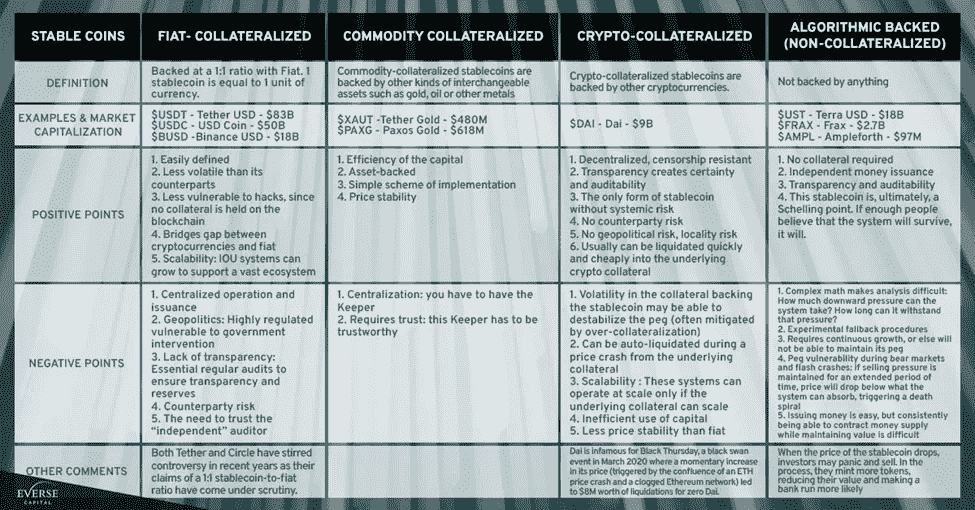 STABLE COINS
FIAT- COLLATERALIZED
COMMODITY COLLATERALIZED
CRYPTO-COLLATERALIZED
ALGORITHMIC BACKED
(NON-COLLATERALIZED)
DEFINITION
Backed at a 1:1 ratio with Fiat. 1
stablecoin is equal to 1 unit of
currency.
Commodity-collateralized stablecoins are
backed by other kinds of interchangeable
assets such as gold, oil or other metals
Crypto-collateralized stablecoins are
backed by other cryptocurrencies.
Not backed by anything
EXAMPLES & MARKET
CAPITALIZATION
$USDT - Tether USD - $83B
$USDC - USD Coin - $50B
$BUSD -Binance USD - $18B
$XAUT -Tether Gold - $480M
$PAXG - Paxos Gold - $618M
$DAI - Dai - $9B
$UST - Terra USD - $18B
$FRAX - Frax - $2.7B
$AMPL - Ampleforth - $97M
POSITIVE POINTS
1. Easily defined
2. Less volatile than its
counterparts
3. Less vulnerable to hacks, since
no collateral is held on the
blockchain
4. Bridges gap between
cryptocurrencies and fiat
5. Scalability: IOU systems can
grow to support a vast ecosystem
1. Efficiency of the capital
2. Asset-backed
3. Simple scheme of implementation
4. Price stability
1. Decentralized, censorship resistant
2. Transparency creates certainty
and auditability
3. The only form of stablecoin
without systemic risk
4. No counterparty risk
5. No geopolitical risk, locality risk
6. Usually can be liquidated quickly
and cheaply into the underlying
crypto collateral
1. No collateral required
2. Independent money issuance
3. Transparency and auditability
4. This stablecoin is, ultimately, a
Schelling point. If enough people
believe that the system will survive,
it will.
NEGATIVE POINTS
1. Centralized operation and
issuance
2. Geopolitics: Highly regulated
vulnerable to government
intervention
3. Lack of transparency:
Essential regular audits to
ensure transparency and
reserves
4. Counterparty risk
5. The need to trust the
"independent" auditor
1. Centralization: you have to have the
Keeper
2. Requires trust: this Keeper has to be
trustworthy
1. Volatility in the collateral backing
the stablecoin may be able to
destabilize the peg (often mitigated
by over-collateralization)
2. Can be auto-liquidated during a
price crash from the underlying
collateral
3. Scalability : These systems can
operate at scale only if the
underlying collateral can scale
4. Inefficient use of capital
5. Less price stability than fiat
1. Complex math makes analysis difficult:
How much downward pressure can the
system take? How long can it withstand
that pressure?
2. Experimental fallback procedures
3. Requires continuous growth, or else will
not be able to maintain its peg
4. Peg vulnerability during bear markets
and flash crashes: if selling pressure is
maintained for an extended period of
time, price will drop below what the
system can absorb, triggering a death
spiral
5. Issuing money is easy, but consistently
being able to contract money supply
while maintaining value is difficult
OTHER COMMENTS
Both Tether and Circle have stirred
controversy in recent years as their
claims of a 1:1 stablecoin-to-fiat
ratio have come under scrutiny.
Dai is infamous for Black Thursday, a black swan
event in March 2020 where a momentary increase
in its price (triggered by the confluence of an ETH
price crash and a clogged Ethereum network) led
to $8M worth of liquidations for zero Dai.
When the price of the stablecoin drops,
investors may panic and sell. In the
process, they mint more tokens,
reducing their value and making a
bank run more likely
EVERSE
CAPITAL